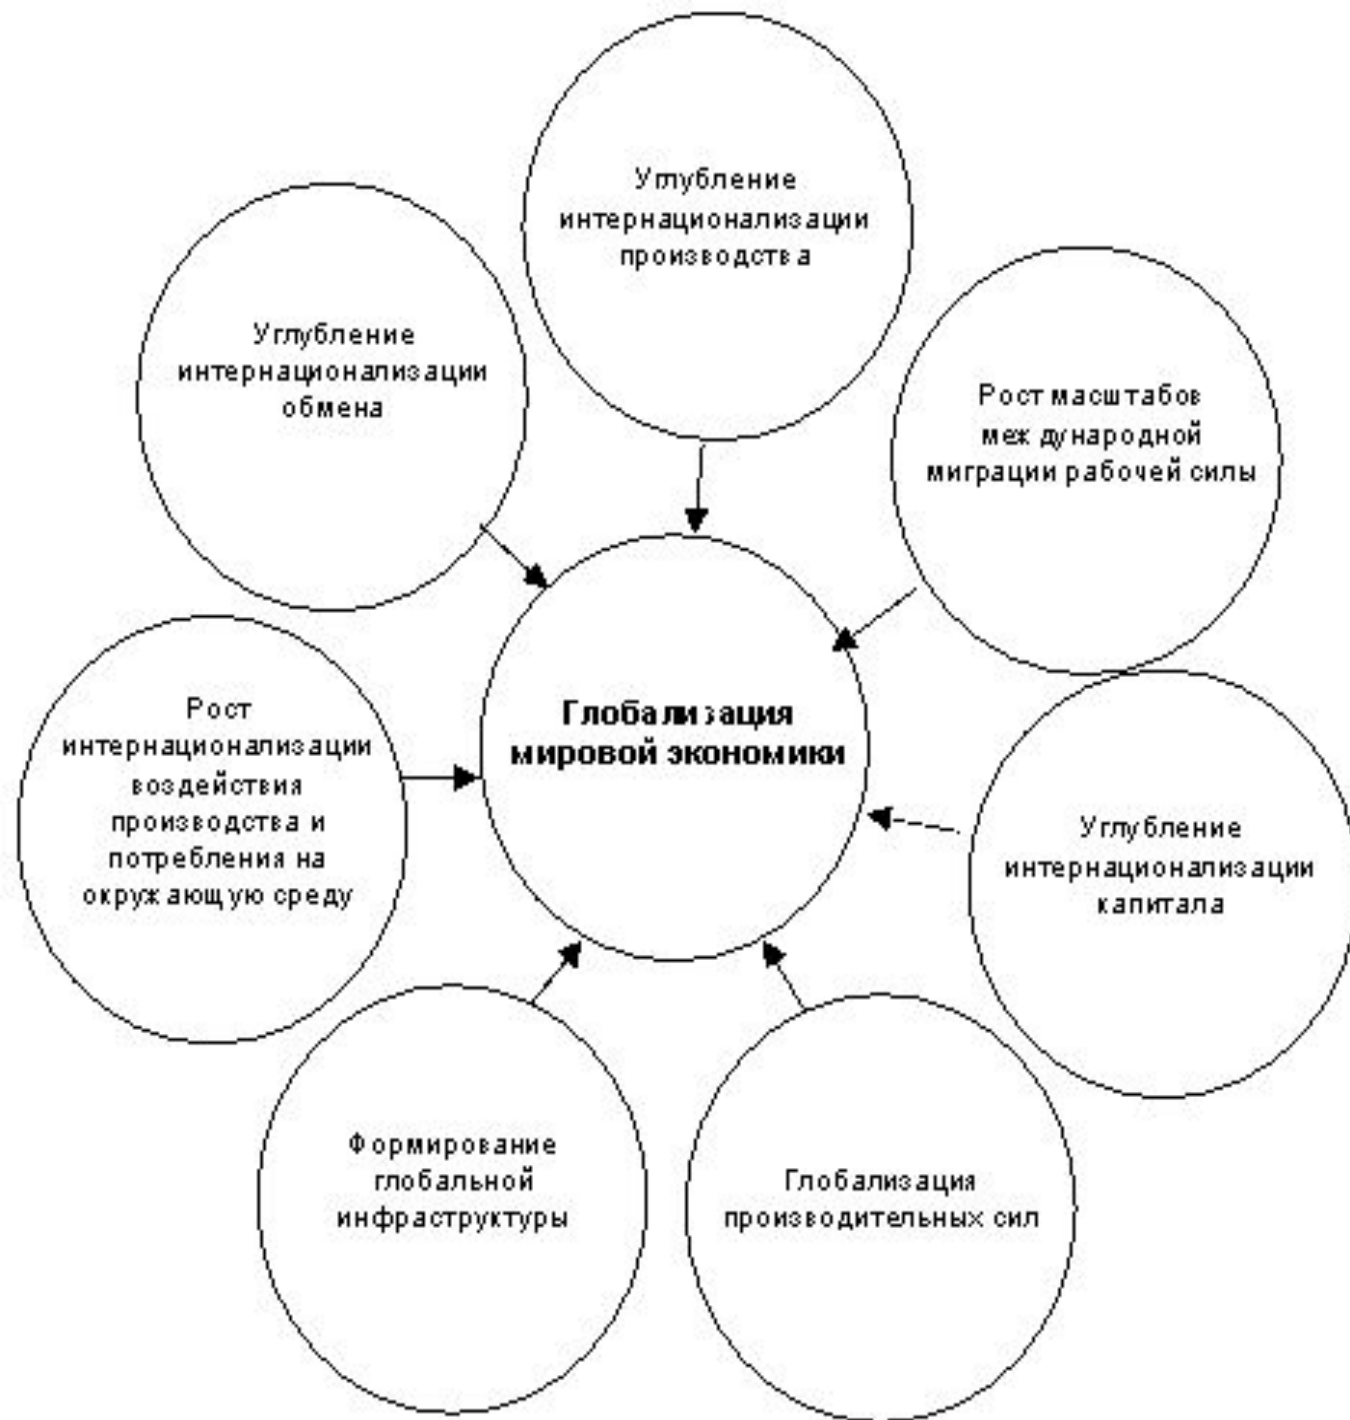 Углубление
интернационализации
производства
Углубление
интернационализации
обмена
Рост масштабов
международной
миграции рабочей силы
Глобализация
мировой экономики
Рост
интернационализации
воздействия
производства и
потребления на
окружающую среду
Углубление
интернационализации
капитала
Формирование
глобальной
инфраструктуры
Глобализация
производительных сил